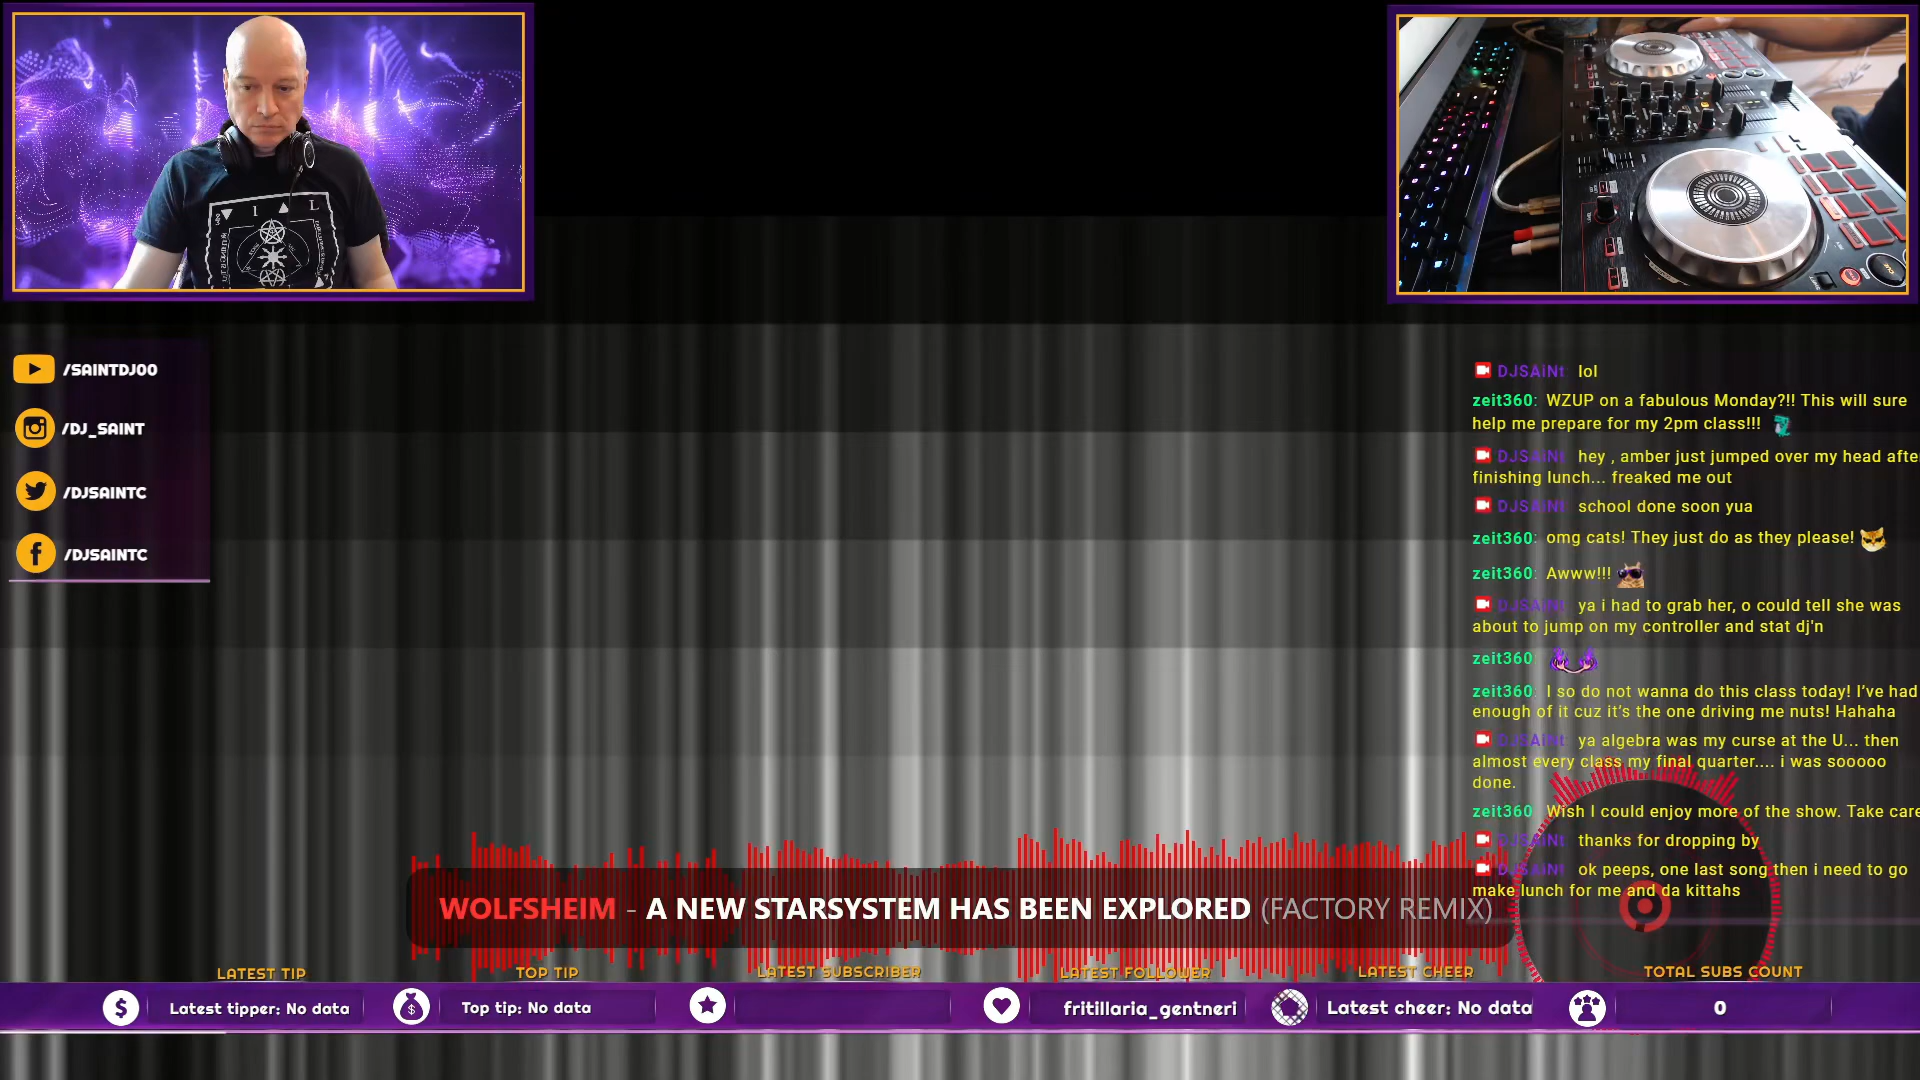 I L
/SAINTDJ00
/DJ_SAINT
/DJSAINTC
/DJSAINTC
DJSAiNt lol
zeit360: WZUP on a fabulous Monday?!! This will sure
help me prepare for my 2pm class!!!
DJSAiNt hey , amber just jumped over my head after
finishing lunch... freaked me out
DJSAiNt school done soon yua
zeit360: omg cats! They just do as they please!
zeit360: Awww!!!
DJSAiNt ya i had to grab her, o could tell she was
about to jump on my controller and stat dj'n
zeit360:
zeit360: I so do not wanna do this class today! I've had
enough of it cuz it's the one driving me nuts! Hahaha
DJSAiNt ya algebra was my curse at the U... then
almost every class my final quarter.... i was sooooo
done.
zeit360: Wish I could enjoy more of the show. Take care
DJSAiNt thanks for dropping by
DJSAiNt ok peeps, one last song then i need to go
make lunch for me and da kittahs
WOLFSHEIM - A NEW STARSYSTEM HAS BEEN EXPLORED (FACTORY REMIX)
LATEST TIP TOP TIP LATEST SUBSCRIBER LATEST FOLLOWER LATEST CHEER TOTAL SUBS COUNT
Latest tipper: No data Top tip: No data fritillaria_gentneri Latest cheer: No data 0